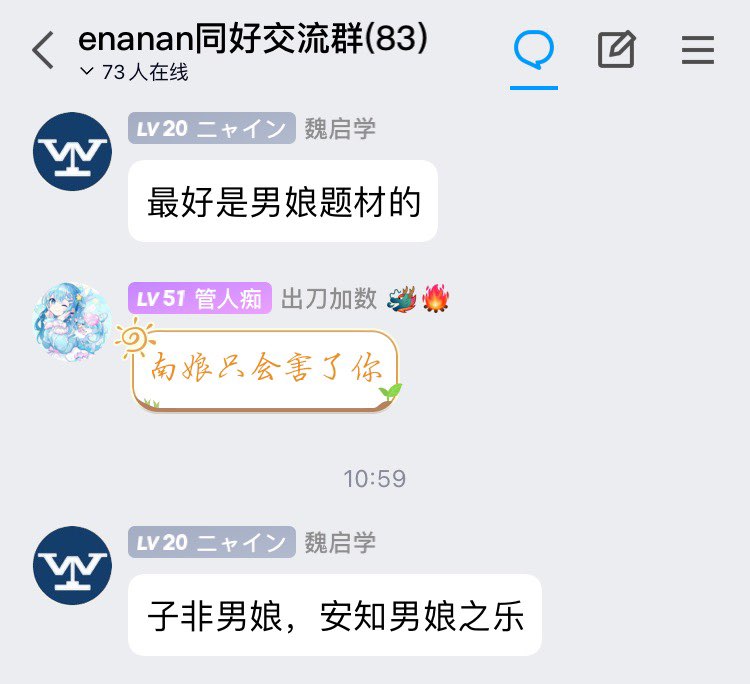 enanan同好交流群(83)
73人在线
LV20 ニャイン 魏启学
最好是男娘题材的
LV51 管人痴 出刀加数 🐲🔥
南娘只会害了你
10:59
LV20 ニャイン 魏启学
子非男娘，安知男娘之乐